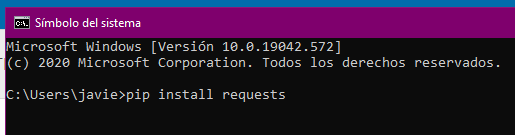 Símbolo del sistema
Microsoft Windows [Versión 10.0.19042.572]
(c) 2020 Microsoft Corporation. Todos los derechos reservados.
C:\Users\javie>pip install requests